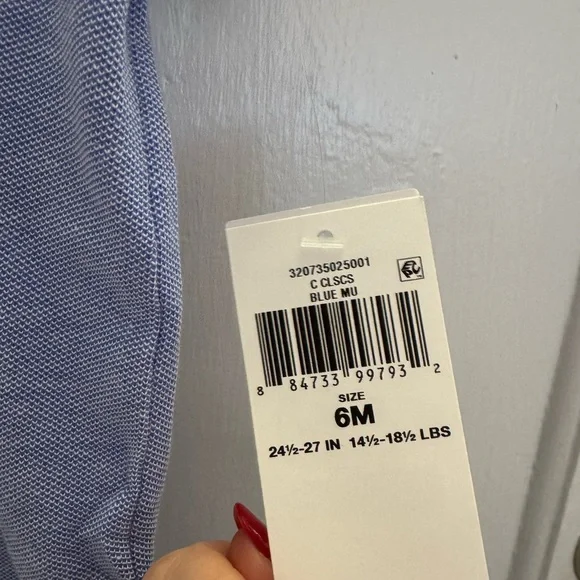 320735025001
C CLSCS
BLUE MU
8 84733 99793 2
SIZE
6M
24½-27 IN 14½-18½ LBS